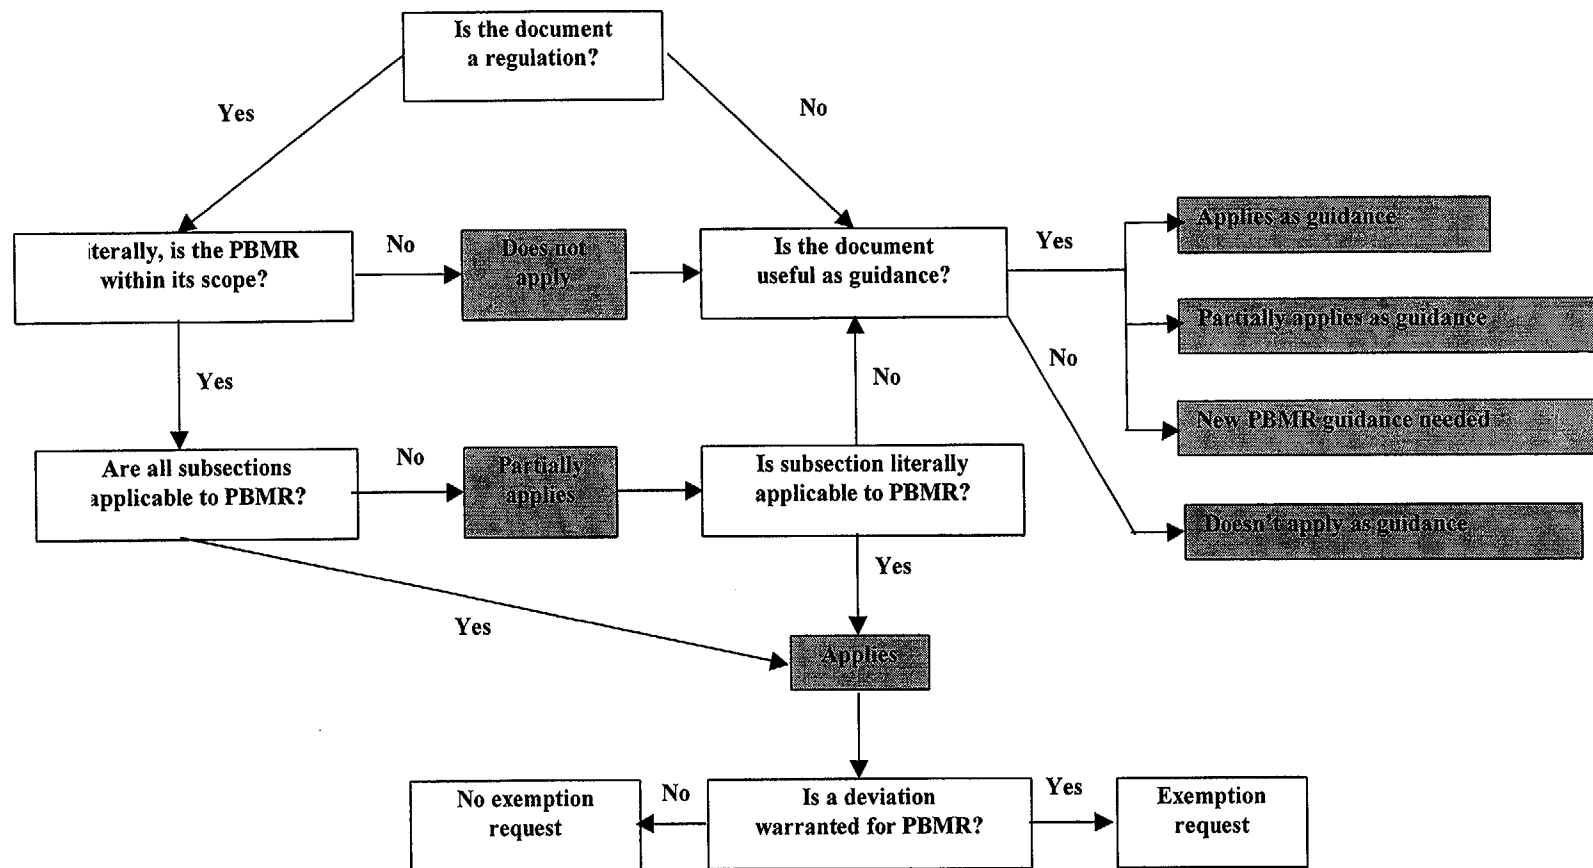 Is the document
a regulation?
Yes
No
iterally, is the PBMR
within its scope?
No
Does not
apply
Is the document
useful as guidance?
Yes
Applies as guidance
Partially applies as guidance
No
Yes
No
New PBMR guidance needed
Are all subsections
applicable to PBMR?
No
Partially
applies
Is subsection literally
applicable to PBMR?
Doesn't apply as guidance
Yes
Yes
Applies
No exemption
request
No
Is a deviation
warranted for PBMR?
Yes
Exemption
request